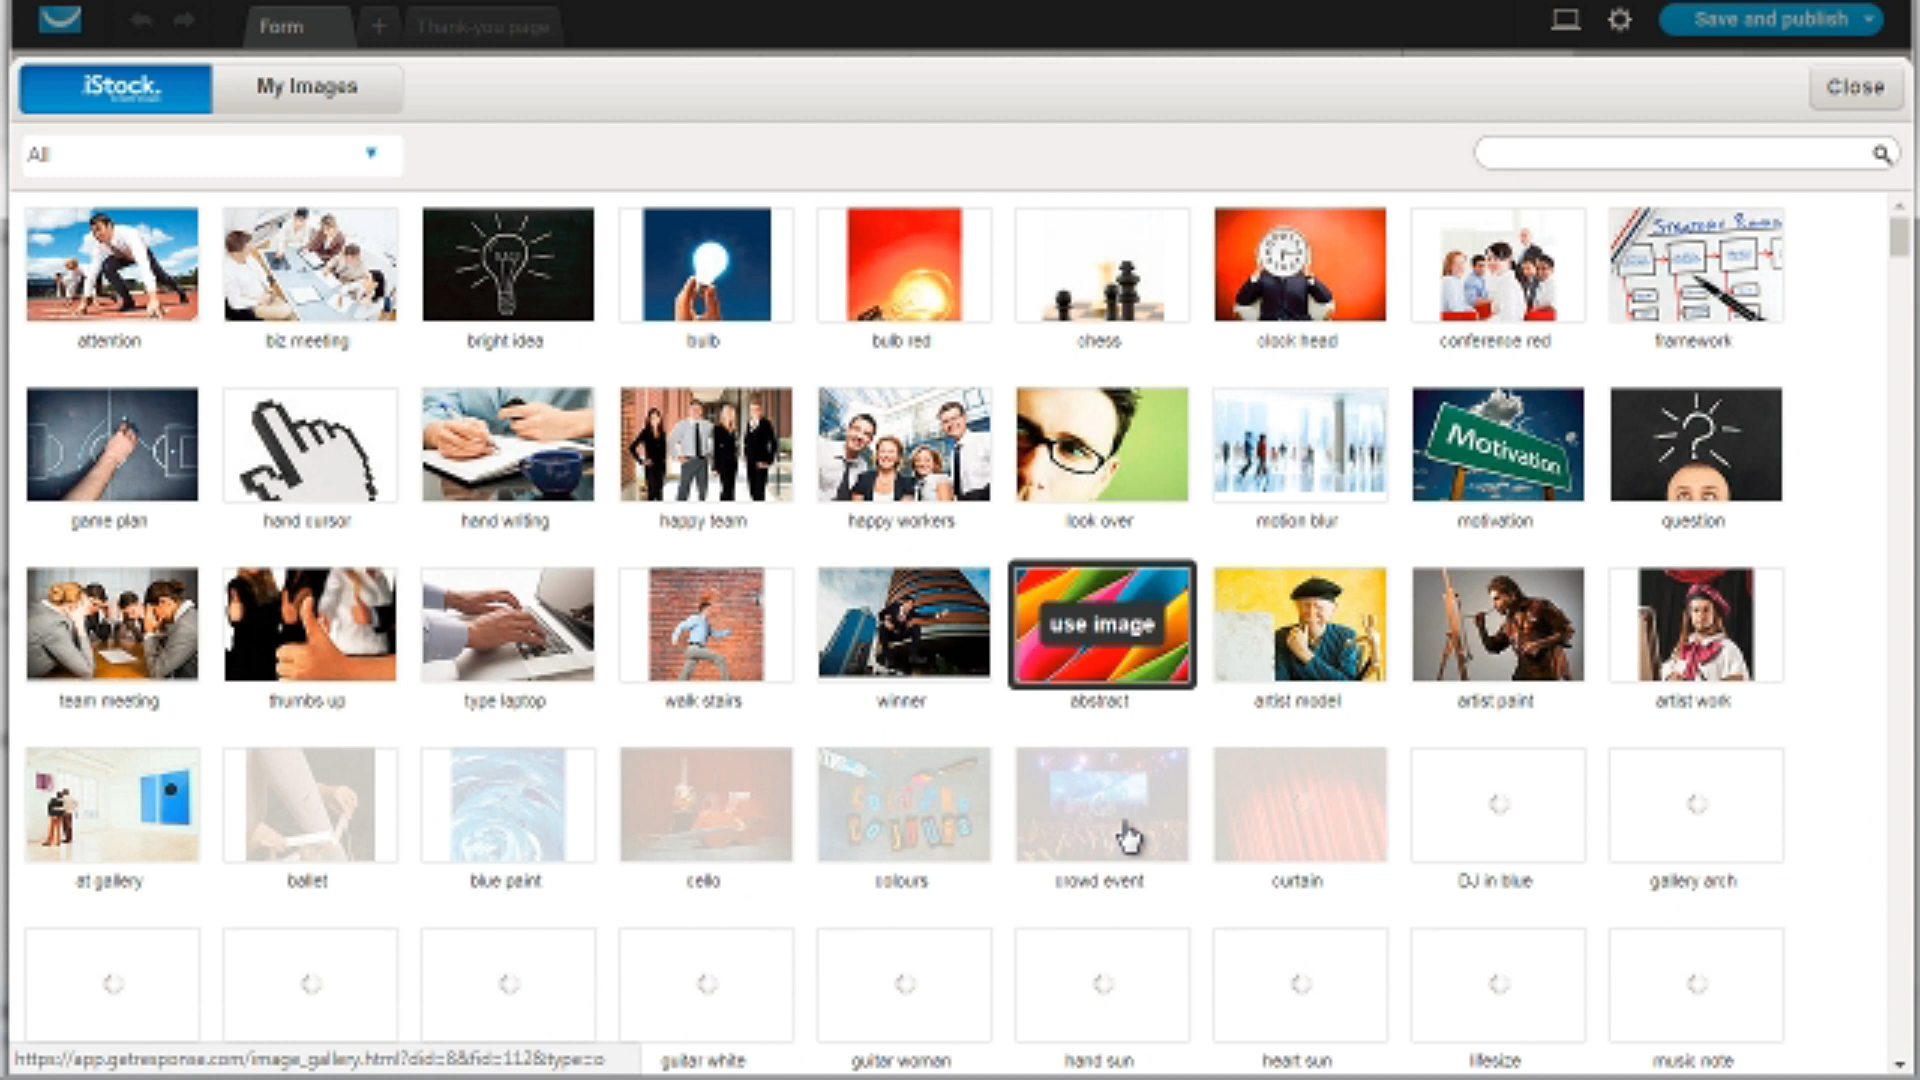 Form
+
Thank-you page
Save and publish
iStock.
My Images
Close
All
attention
biz meeting
bright idea
bulb
bulb red
chess
clock head
conference red
framework
game plan
hand cursor
hand writing
happy team
happy workers
look over
motion blur
Motivation
motivation
question
team meeting
thumbs up
type laptop
walk stairs
winner
use image
abstract
artist model
artist paint
artist work
at gallery
ballet
blue paint
cello
colours
crowd event
curtain
DJ in blue
gallery arch
https://app.getresponse.com/image_gallery.html?did=8&fid=112&type=o
guitar white
guitar woman
hand sun
heart sun
lifesize
music note